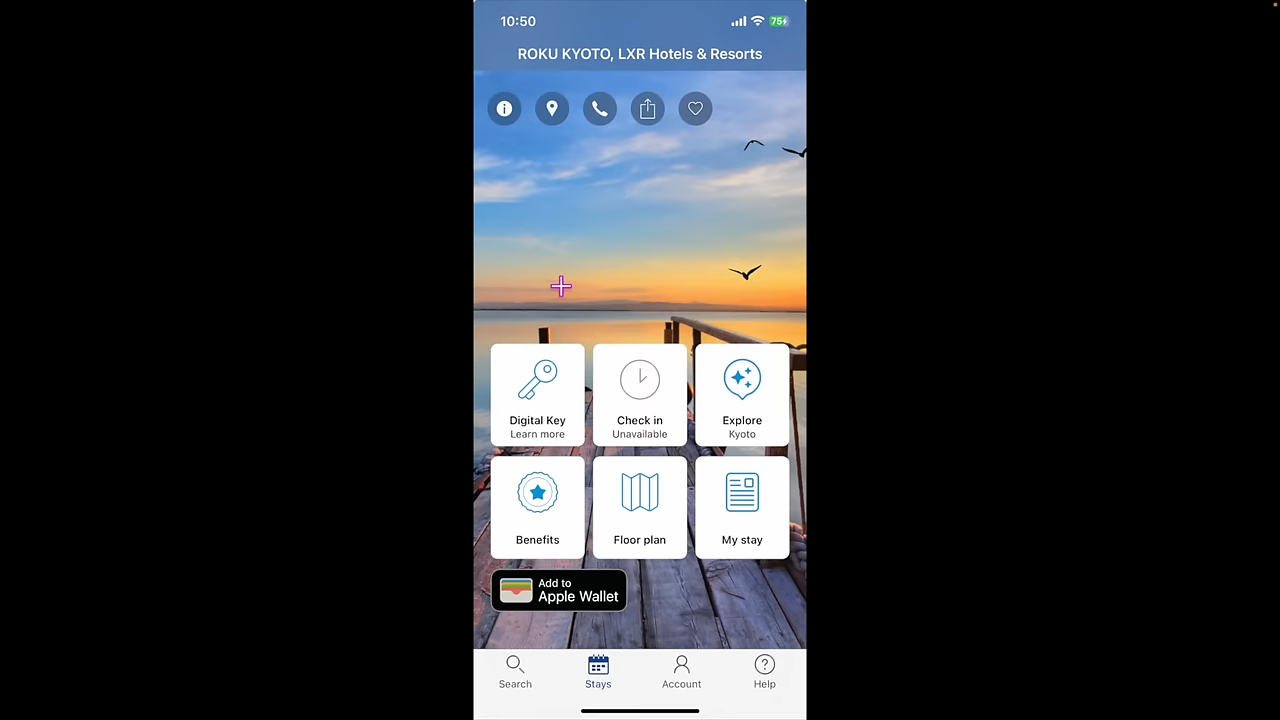 10:50
75
ROKU KYOTO, LXR Hotels & Resorts
Digital Key
Learn more
Check in
Unavailable
Explore
Kyoto
Benefits
Floor plan
My stay
Add to
Apple Wallet
Search
Stays
Account
Help